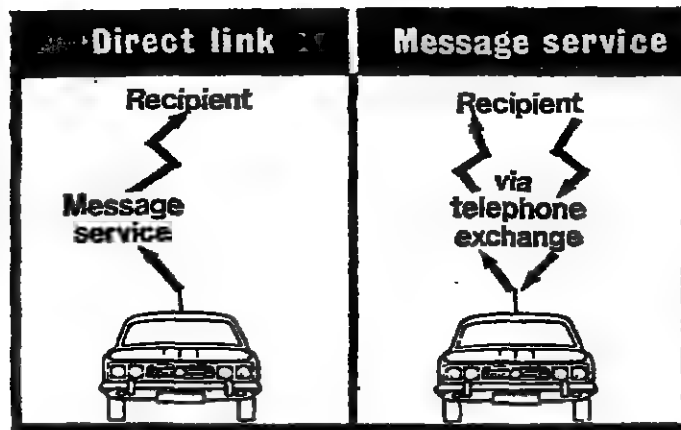 Direct link
Recipient
Message
service
Message service
Recipient
via
telephone
exchange